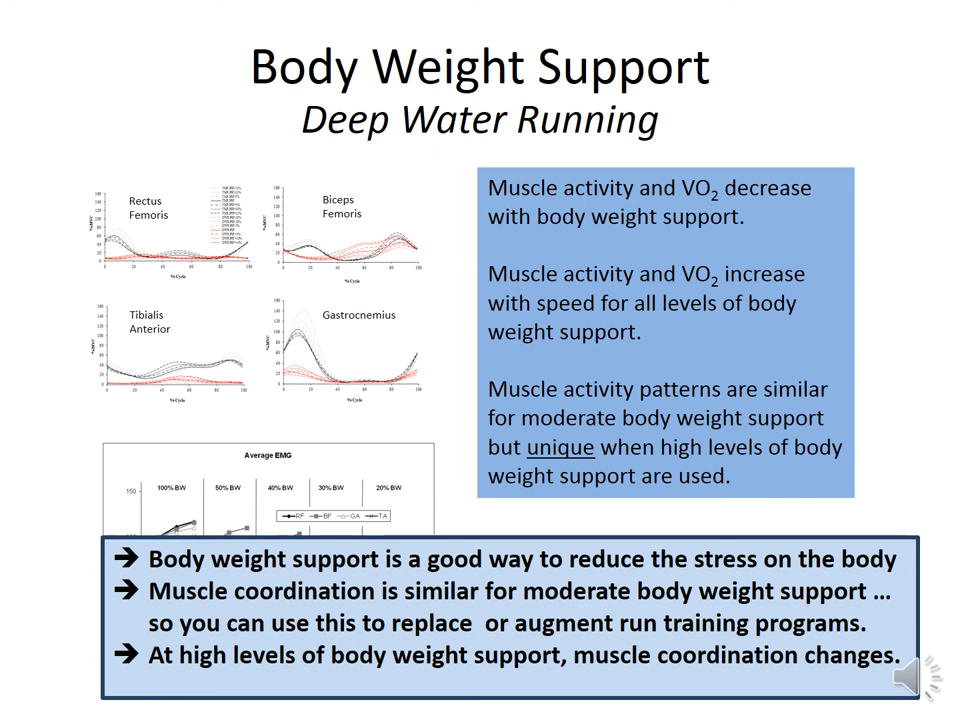 Body Weight Support
Deep Water Running
Rectus
Femoris
% Cycle
Biceps
Femoris
% Cycle
Tibialis
Anterior
% Cycle
Gastrocnemius
% Cycle
Muscle activity and VO2 decrease
with body weight support.
Muscle activity and VO2 increase
with speed for all levels of body
weight support.
Muscle activity patterns are similar
for moderate body weight support
but unique when high levels of body
weight support are used.
Average EMG
100% BW 50% BW 40% BW 30% BW 20% BW
150
RF BF GA TA
➔ Body weight support is a good way to reduce the stress on the body
➔ Muscle coordination is similar for moderate body weight support …
so you can use this to replace or augment run training programs.
➔ At high levels of body weight support, muscle coordination changes.